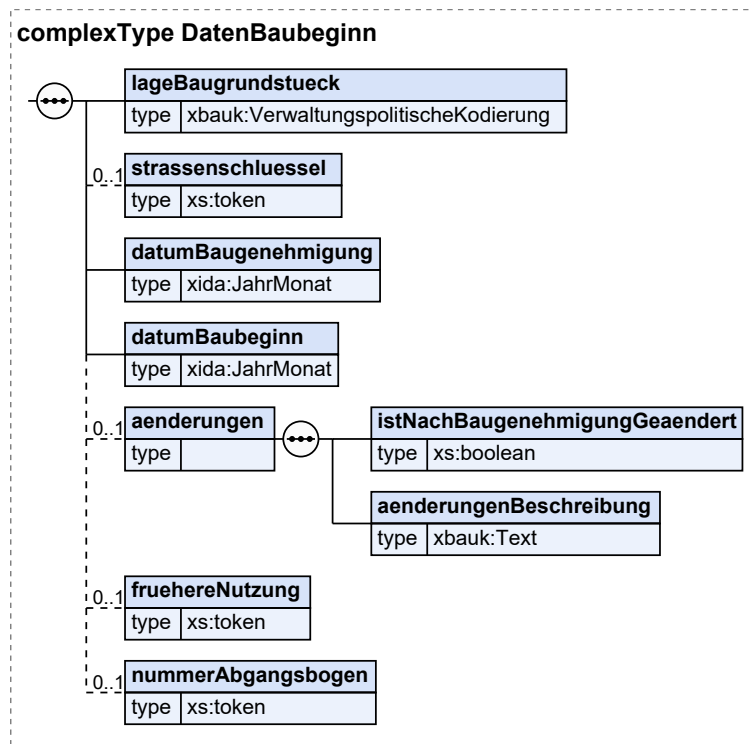 complexType DatenBaubeginn
lageBaugrundstueck
type xbauk:VerwaltungspolitischeKodierung
0..1
strassenschluessel
type xs:token
datumBaugenehmigung
type xida:JahrMonat
datumBaubeginn
type xida:JahrMonat
0..1
aenderungen
type
istNachBaugenehmigungGeaendert
type xs:boolean
aenderungenBeschreibung
type xbauk:Text
0..1
fruehereNutzung
type xs:token
0..1
nummerAbgangsbogen
type xs:token